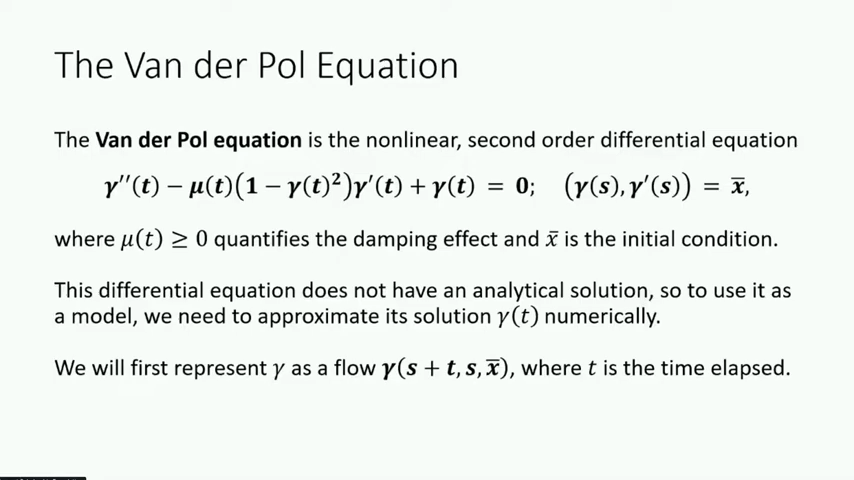 The Van der Pol Equation
The Van der Pol equation is the nonlinear, second order differential equation
γ′′(t) − μ(t)(1 − γ(t)²)γ′(t) + γ(t) = 0; (γ(s), γ′(s)) = x̄,
where μ(t) ≥ 0 quantifies the damping effect and x̄ is the initial condition.
This differential equation does not have an analytical solution, so to use it as
a model, we need to approximate its solution γ(t) numerically.
We will first represent γ as a flow γ(s + t, s, x̄), where t is the time elapsed.